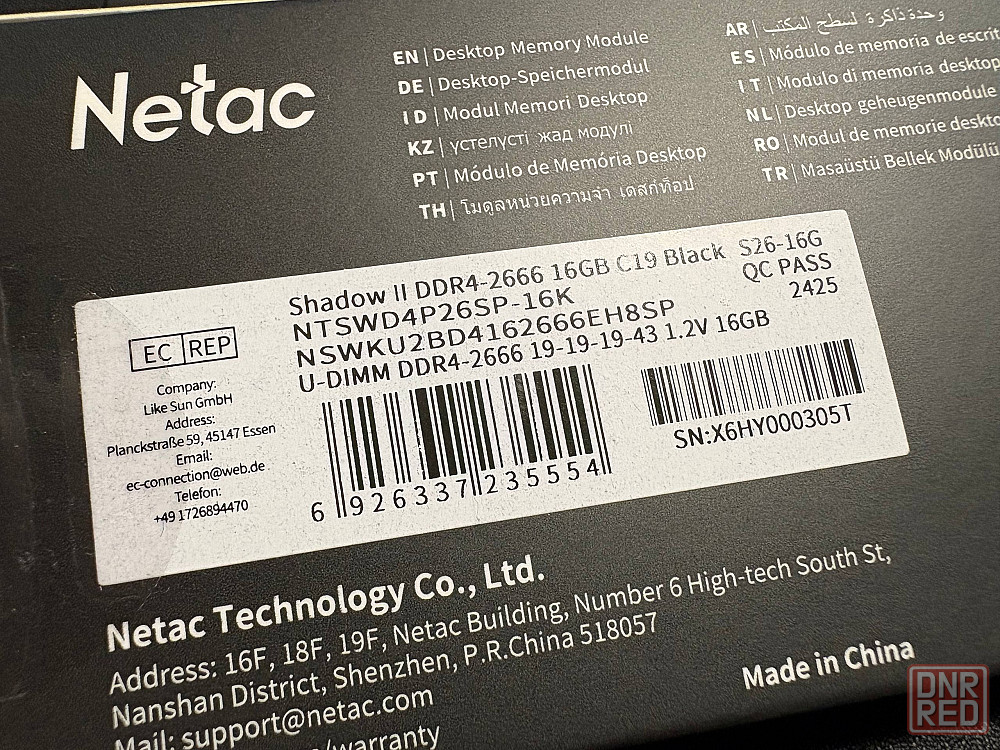 Netac
EN | Desktop Memory Module
DE | Desktop-Speichermodul
ID | Modul Memori Desktop
KZ | үстелүсті жад модулі
PT | Módulo de Memória Desktop
TH | โมดูลหน่วยความจำ เดสก์ท็อป
AR | وحدة ذاكرة لسطح المكتب
ES | Módulo de memoria de escrit
IT | Modulo di memoria desktop
NL | Desktop geheugenmodule
RO | Modul de memorie deskto
TR | Masaüstü Bellek Modülü
EC REP
Company:
Like Sun GmbH
Address:
Planckstraße 59, 45147 Essen
Email:
ec-connection@web.de
Telefon:
+49 1726894470
Shadow II DDR4-2666 16GB C19 Black S26-16G
NTSWD4P26SP-16K QC PASS
NSWKU2BD4162666EH8SP 2425
U-DIMM DDR4-2666 19-19-19-43 1.2V 16GB
6 926337 235554
SN:X6HY000305T
Netac Technology Co., Ltd.
Address: 16F, 18F, 19F, Netac Building, Number 6 High-tech South St,
Nanshan District, Shenzhen, P.R.China 518057
Mail: support@netac.com
/warranty
Made in China
DNR
RED